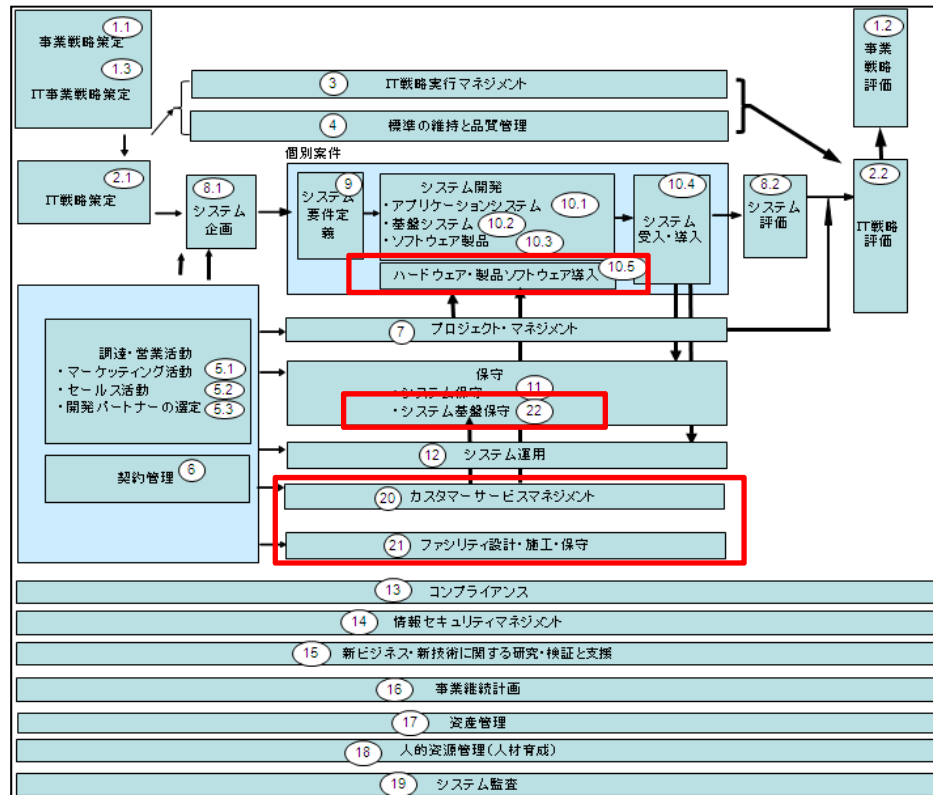 1.1
事業戦略策定
1.3
IT事業戦略策定
1.2
事業
戦略
評価
3 IT戦略実行マネジメント
4 標準の維持と品質管理
2.1
IT戦略策定
8.1
システム
企画
個別案件
9
システム
要件定
義
システム開発
・アプリケーションシステム 10.1
・基盤システム 10.2
・ソフトウェア製品 10.3
ハードウェア・製品ソフトウェア導入 10.5
10.4
システム
受入・導入
8.2
システム
評価
2.2
IT戦略
評価
7 プロジェクト・マネジメント
調達・営業活動
・マーケッティング活動 5.1
・セールス活動 5.2
・開発パートナーの選定 5.3
契約管理 6
保守
・システム保守 11
・システム基盤保守 22
12 システム運用
20 カスタマーサービスマネジメント
21 ファシリティ設計・施工・保守
13 コンプライアンス
14 情報セキュリティマネジメント
15 新ビジネス・新技術に関する研究・検証と支援
16 事業継続計画
17 資産管理
18 人的資源管理(人材育成)
19 システム監査